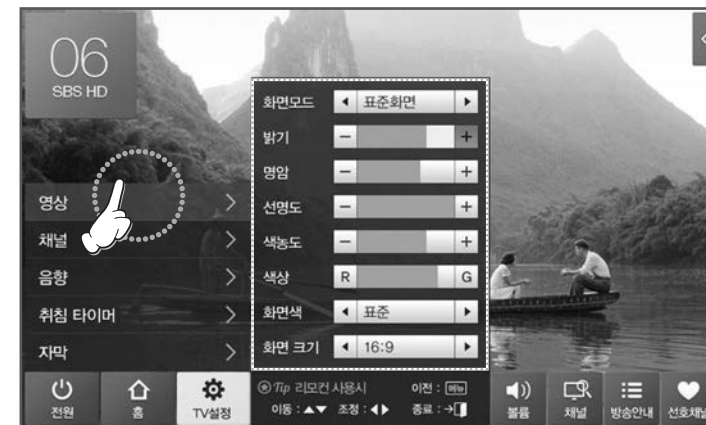 06
SBS HD
영상
채널
음향
취침 타이머
자막
화면모드 표준화면
밝기 − +
명암 − +
선명도 − +
색농도 − +
색상 R G
화면색 표준
화면 크기 16:9
Tip 리모컨 사용시 이전 : 메뉴
이동 : ▲▼ 조정 : ◀▶ 종료 :
전원
홈
TV설정
볼륨
채널
방송안내
선호채널